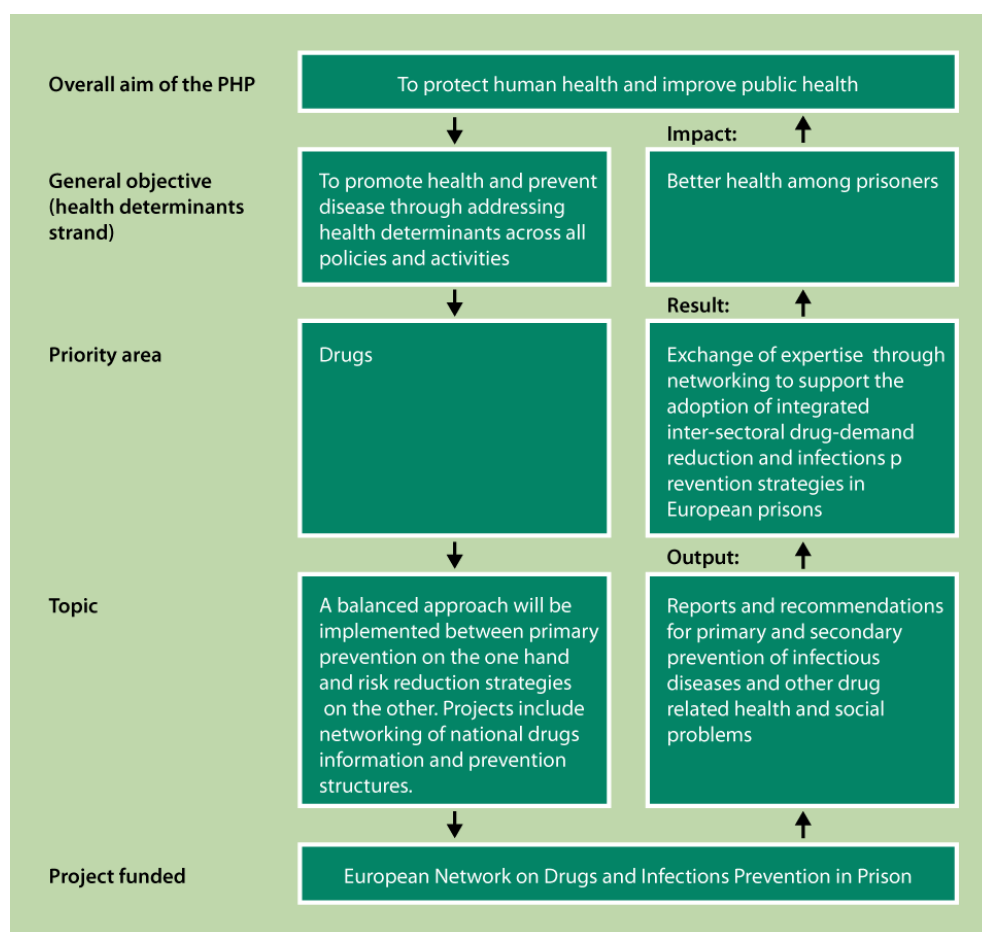 Overall aim of the PHP
To protect human health and improve public health
Impact:
General objective
(health determinants
strand)
To promote health and prevent
disease through addressing
health determinants across all
policies and activities
Better health among prisoners
Result:
Priority area
Drugs
Exchange of expertise through
networking to support the
adoption of integrated
inter-sectoral drug-demand
reduction and infections p
revention strategies in
European prisons
Output:
Topic
A balanced approach will be
implemented between primary
prevention on the one hand
and risk reduction strategies
on the other. Projects include
networking of national drugs
information and prevention
structures.
Reports and recommendations
for primary and secondary
prevention of infectious
diseases and other drug
related health and social
problems
Project funded
European Network on Drugs and Infections Prevention in Prison